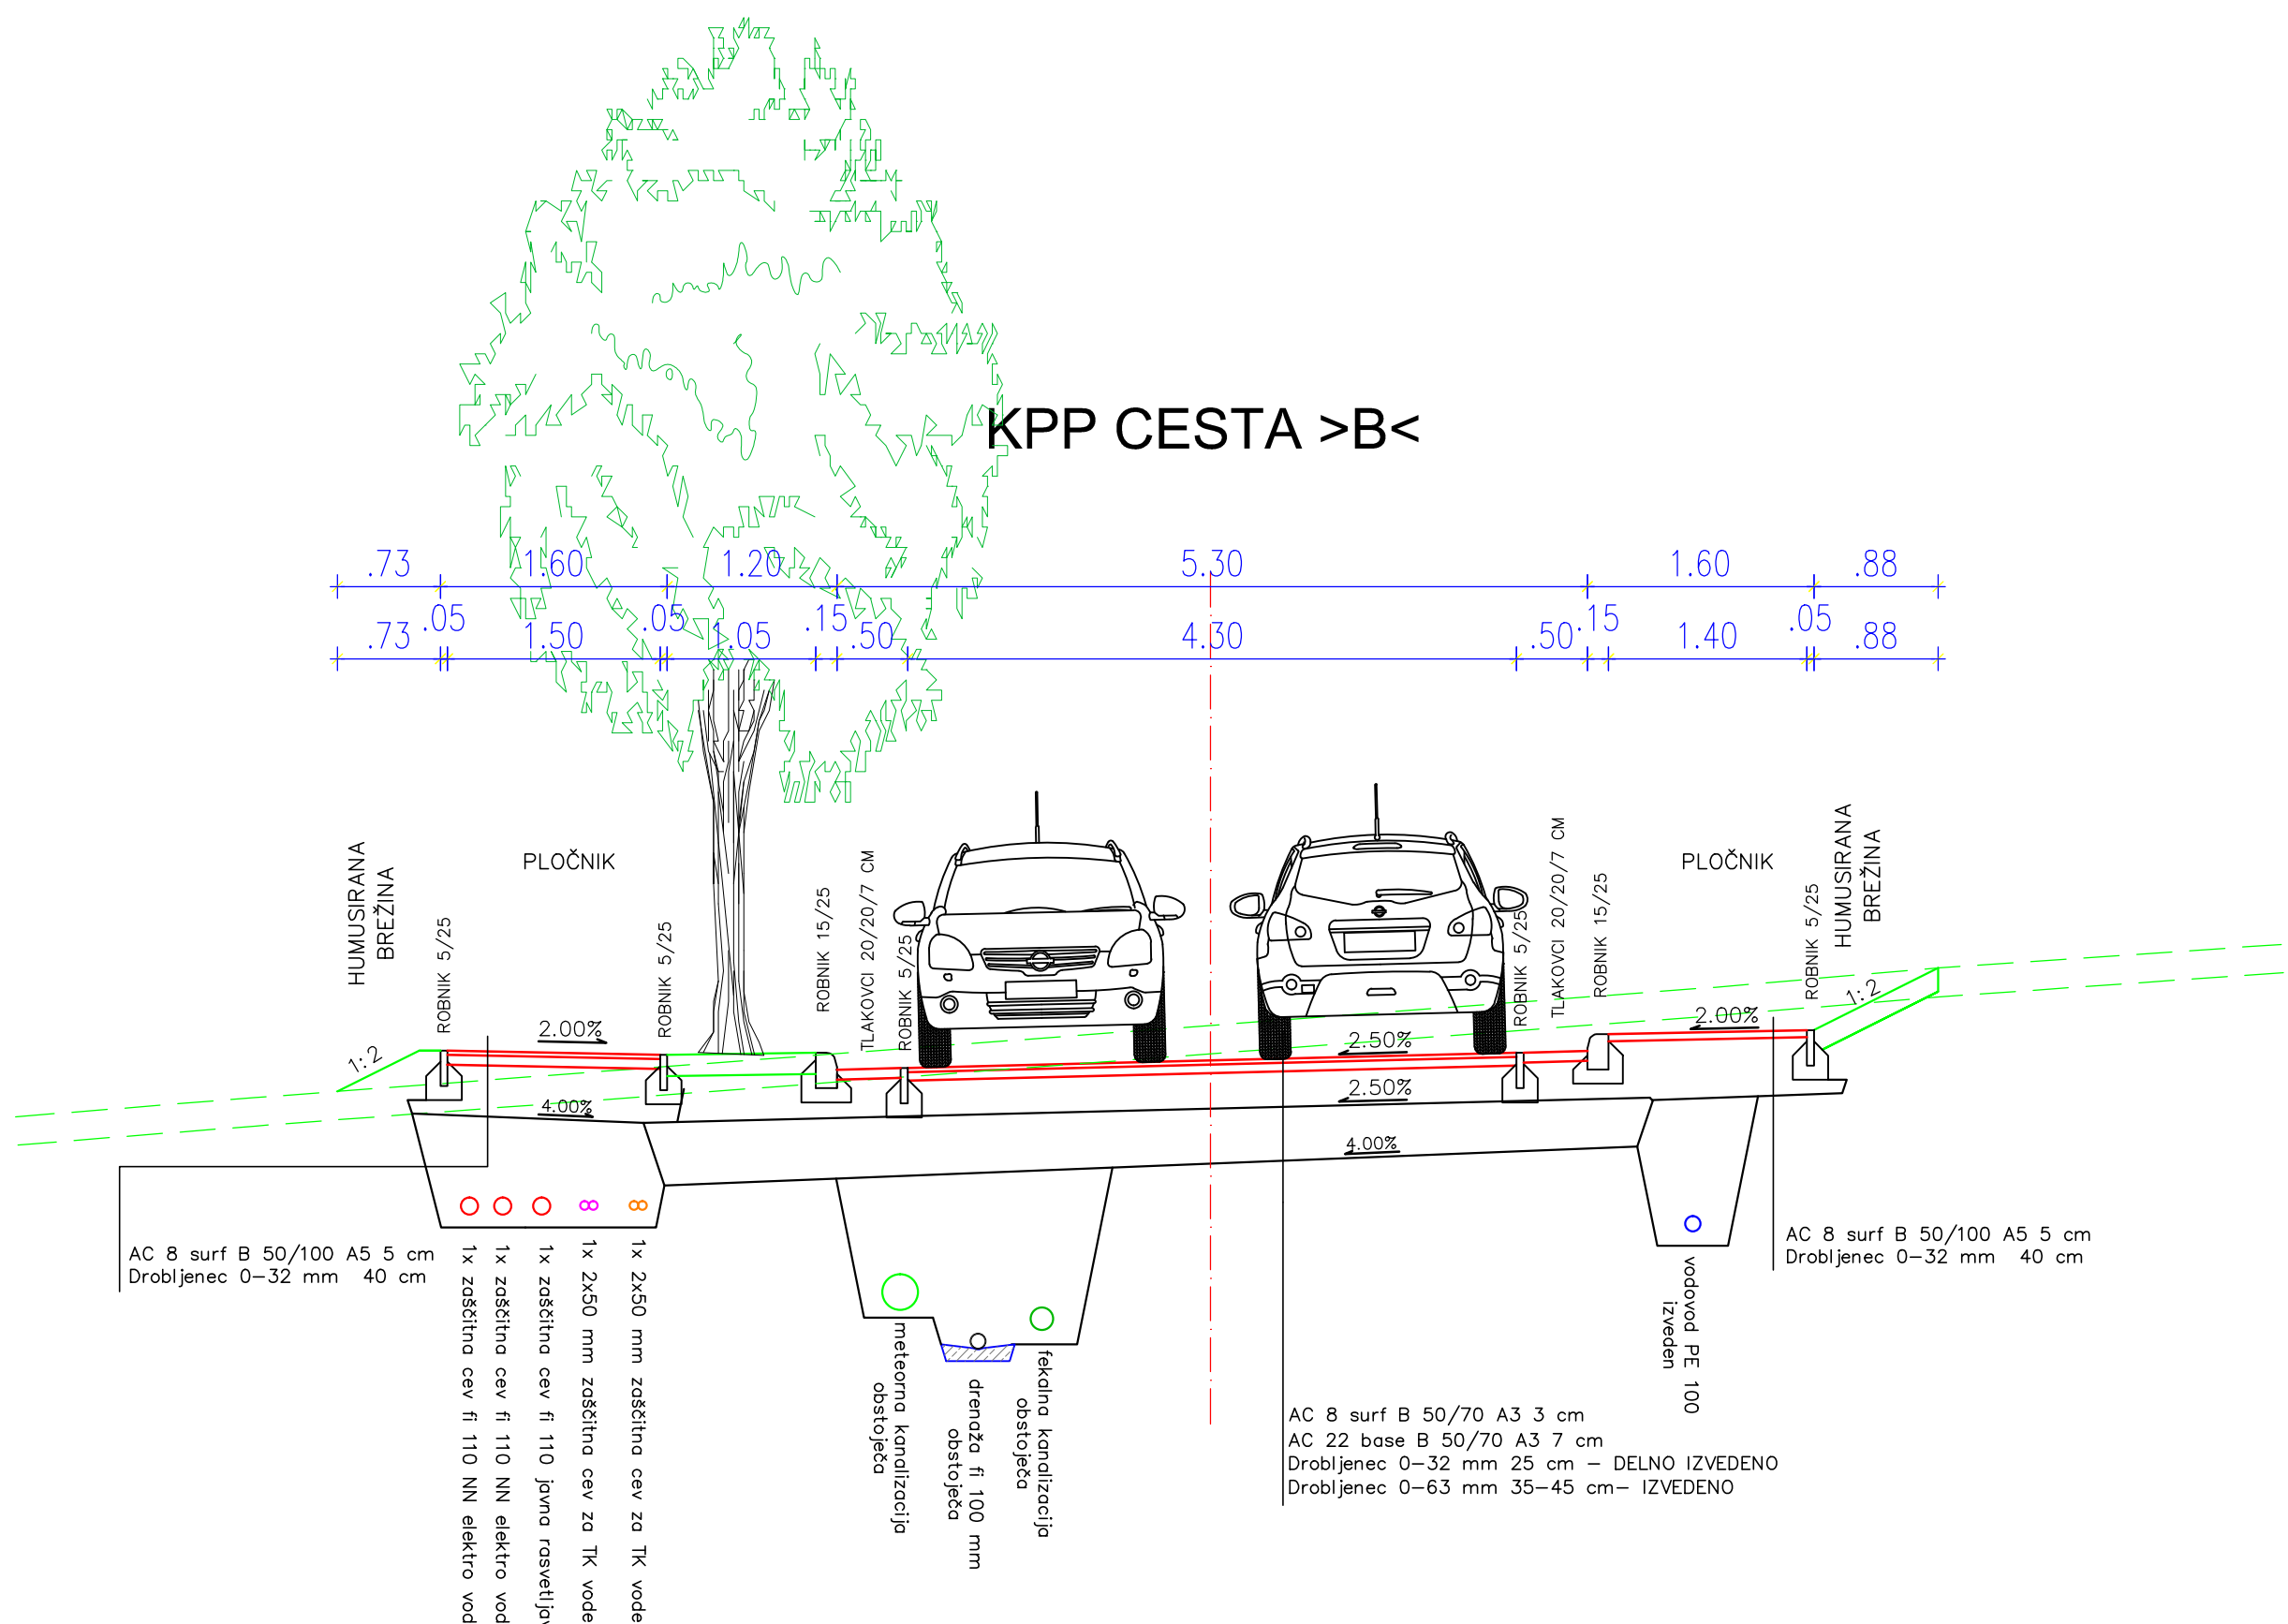 KPP CESTA >B<
.73
1.60
1.20
5.30
1.60
.88
.05
.05
.15
.15
.05
.73
1.50
1.05
.50
4.30
.50
1.40
.88
HUMUSIRANA
BREŽINA
PLOČNIK
ROBNIK 5/25
ROBNIK 5/25
ROBNIK 15/25
TLAKOVCI 20/20/7 CM
ROBNIK 5/25
ROBNIK 5/25
TLAKOVCI 20/20/7 CM
ROBNIK 15/25
PLOČNIK
ROBNIK 5/25
HUMUSIRANA
BREŽINA
1:2
2.00%
2.50%
2.00%
1:2
4.00%
2.50%
4.00%
AC 8 surf B 50/100 A5 5 cm
Drobljenec 0-32 mm 40 cm
1x zaščitna cev fi 110 NN elektro vod
1x zaščitna cev fi 110 NN elektro vod
1x zaščitna cev fi 110 javna rasvetljav
1x 2x50 mm zaščitna cev za TK vode
1x 2x50 mm zaščitna cev za TK vode
meteorna kanalizacija
obstoječa
drenaža fi 100 mm
obstoječa
fekalna kanalizacija
obstoječa
AC 8 surf B 50/70 A3 3 cm
AC 22 base B 50/70 A3 7 cm
Drobljenec 0-32 mm 25 cm - DELNO IZVEDENO
Drobljenec 0-63 mm 35-45 cm- IZVEDENO
vodovod PE 100
izveden
AC 8 surf B 50/100 A5 5 cm
Drobljenec 0-32 mm 40 cm